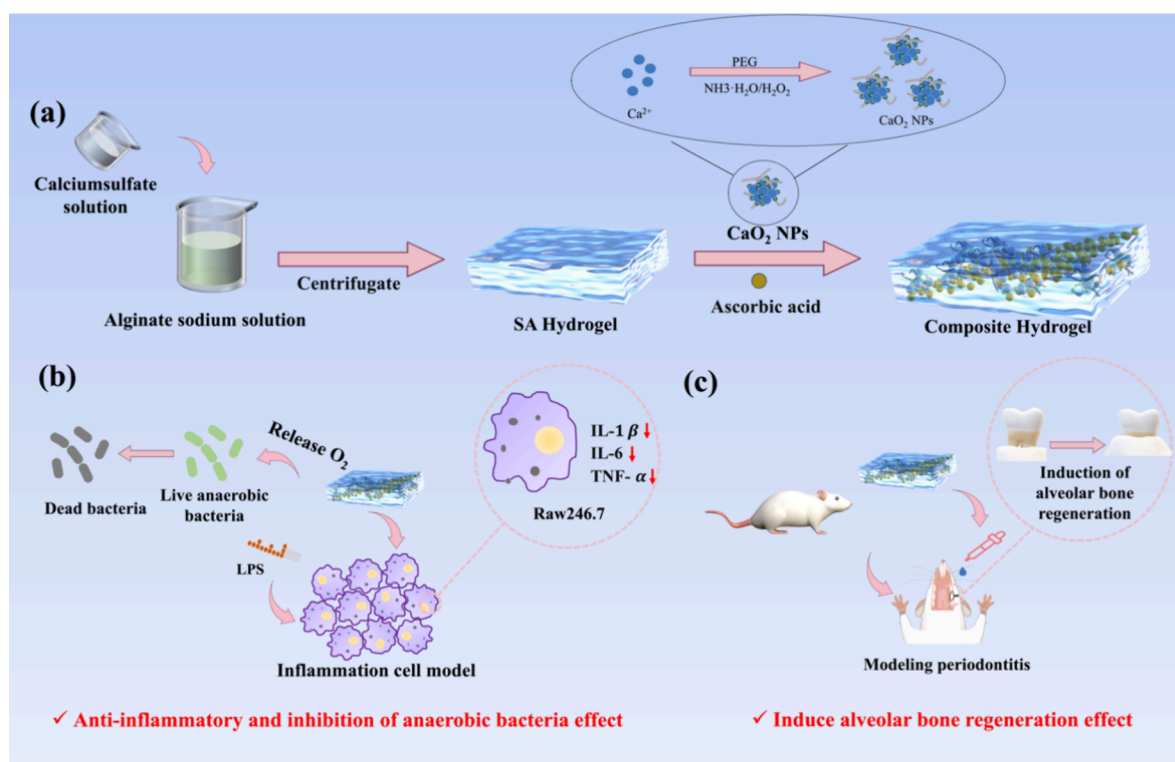 (a)
Calciumsulfate
solution
Alginate sodium solution
Centrifugate
SA Hydrogel
PEG
NH3·H₂O/H₂O₂
Ca²⁺
CaO₂ NPs
CaO₂ NPs
Ascorbic acid
Composite Hydrogel
(b)
Dead bacteria
Live anaerobic
bacteria
Release O₂
LPS
Inflammation cell model
IL-1 β
IL-6
TNF- α
Raw246.7
✓ Anti-inflammatory and inhibition of anaerobic bacteria effect
(c)
Induction of
alveolar bone
regeneration
Modeling periodontitis
✓ Induce alveolar bone regeneration effect